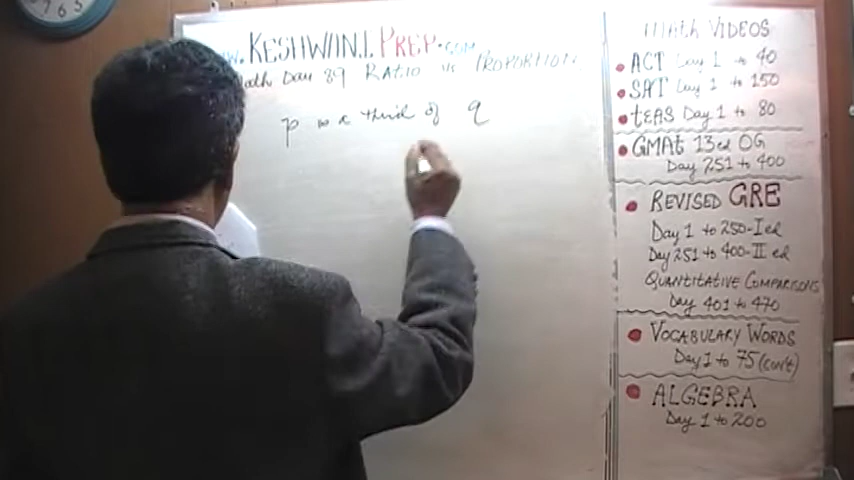 W.KESHWIN.I.PREP.COM
ath Day 89 RATIO vs PROPORTION
p is a third of q
MATH VIDEOS
ACT Day 1 to 40
SAT Day 1 to 150
TEAS Day 1 to 80
GMAT 13ed OG
Day 251 to 400
REVISED GRE
Day 1 to 250-I ed
Day 251 to 400-II ed
QUANTITATIVE COMPARISONS
Day 401 to 470
VOCABULARY WORDS
Day 1 to 75 (con't)
ALGEBRA
Day 1 to 200